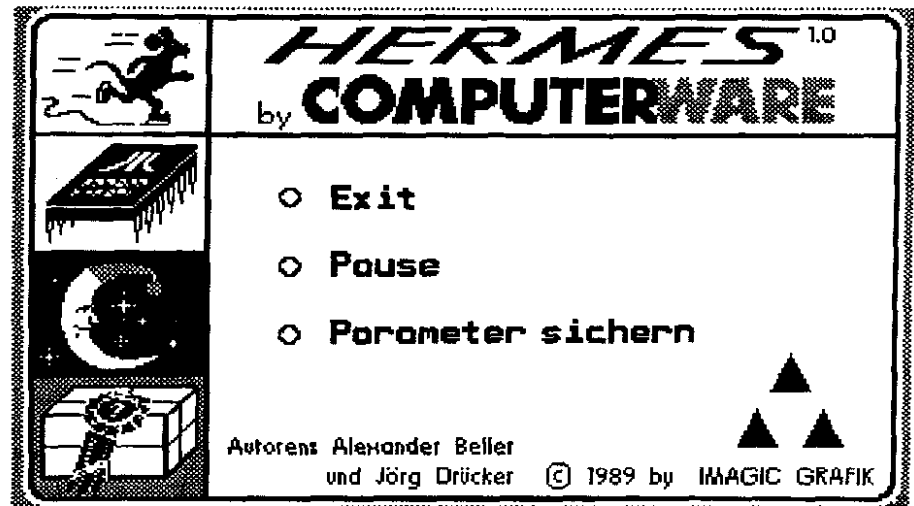 HERMES 1.0
by COMPUTERWARE
Exit
Pause
Parameter sichern
Autoren: Alexander Beller
und Jörg Drücker © 1989 by IMAGIC GRAFIK